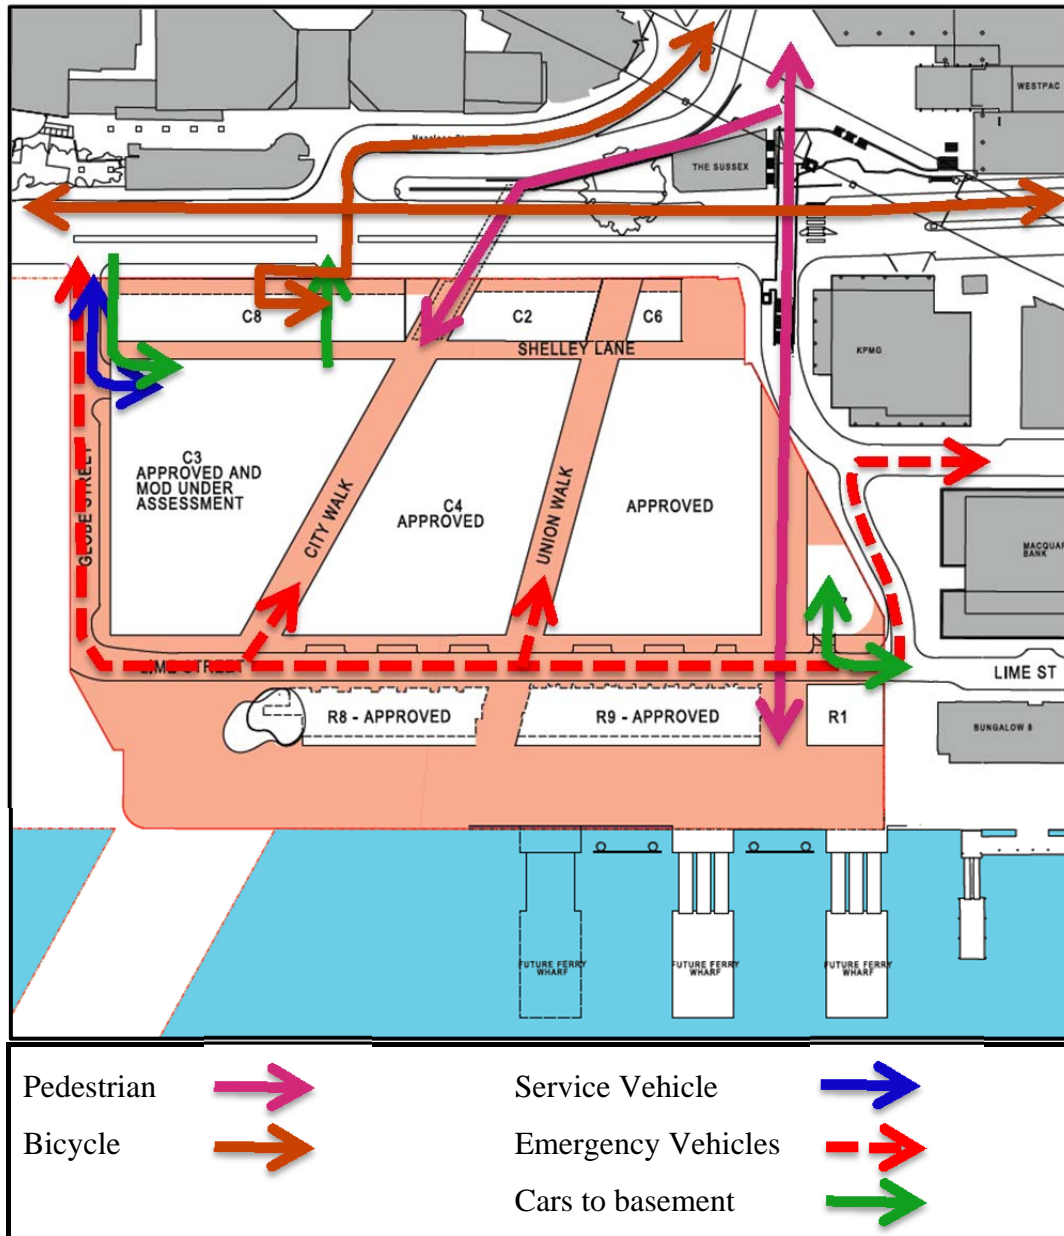 WESTPAC
THE SUSSEX
C8
C2
C6
SHELLEY LANE
KPMG
GLOBE STREET
C3
APPROVED AND
MOD UNDER
ASSESSMENT
CITY WALK
C4
APPROVED
UNION WALK
APPROVED
MACQUAR
BANK
LIME STREET
LIME ST
R8 - APPROVED
R9 - APPROVED
R1
BUNGALOW 8
FUTURE FERRY
WHARF
FUTURE FERRY
WHARF
FUTURE FERRY
WHARF
Pedestrian
Service Vehicle
Bicycle
Emergency Vehicles
Cars to basement